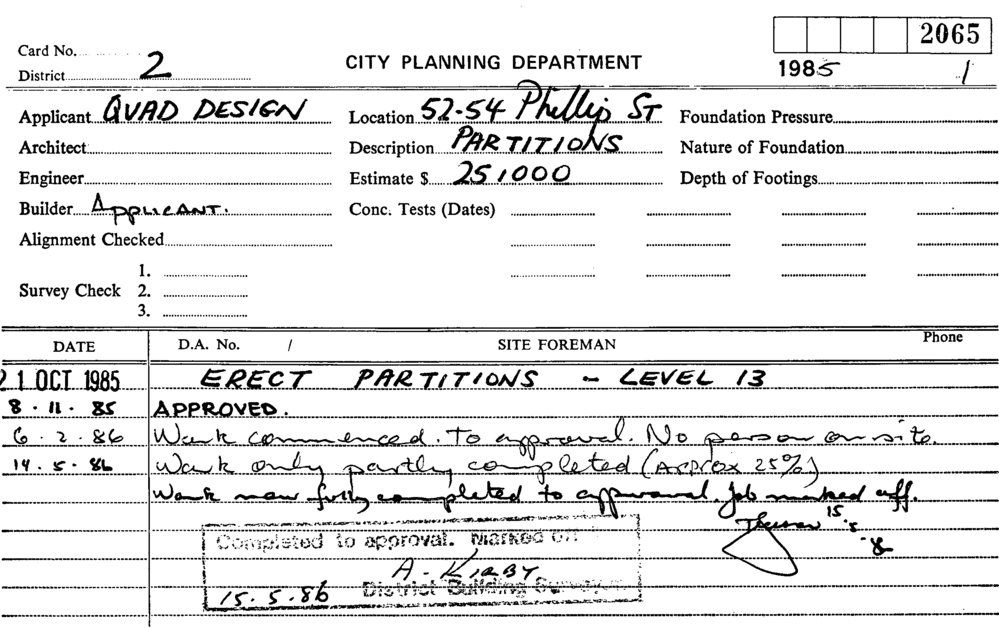 2065
Card No.
1985 /1
District 2
CITY PLANNING DEPARTMENT
Applicant QUAD DESIGN Location 52-54 Phillip ST Foundation Pressure
Architect Description PARTITIONS Nature of Foundation
Engineer Estimate $ 251000 Depth of Footings
Builder APPLICANT. Conc. Tests (Dates)
Alignment Checked
1.
Survey Check 2.
3.
DATE D.A. No. / SITE FOREMAN Phone
21 OCT 1985 ERECT PARTITIONS - LEVEL 13
8.11.85 APPROVED.
6.2.86 Work commenced. To approval. No person on site.
14.5.86 Work only partly completed (APPROX 25%)
Work now fully completed to approval. Job marked off.
15.5.86
Completed to approval. Marked off
A. KIRBY
District Building Surveyor
15.5.86